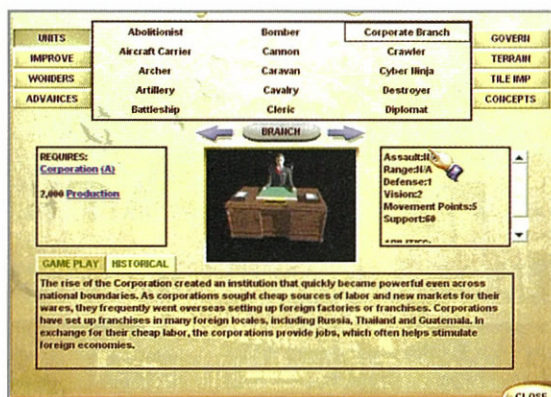 UNITS
IMPROVE
WONDERS
ADVANCES
Abolitionist Bomber Corporate Branch
Aircraft Carrier Cannon Crawler
Archer Caravan Cyber Ninja
Artillery Cavalry Destroyer
Battleship Cleric Diplomat
GOVERN
TERRAIN
TILE IMP
CONCEPTS
BRANCH
REQUIRES:
Corporation (A)
2,000 Production
Assault:
Range:N/A
Defense:1
Vision:2
Movement Points:5
Support:60
GAME PLAY HISTORICAL
The rise of the Corporation created an institution that quickly became powerful even across
national boundaries. As corporations sought cheap sources of labor and new markets for their
wares, they frequently went overseas setting up foreign factories or franchises. Corporations
have set up franchises in many foreign locales, including Russia, Thailand and Guatemala. In
exchange for their cheap labor, the corporations provide jobs, which often helps stimulate
foreign economies.
CLOSE